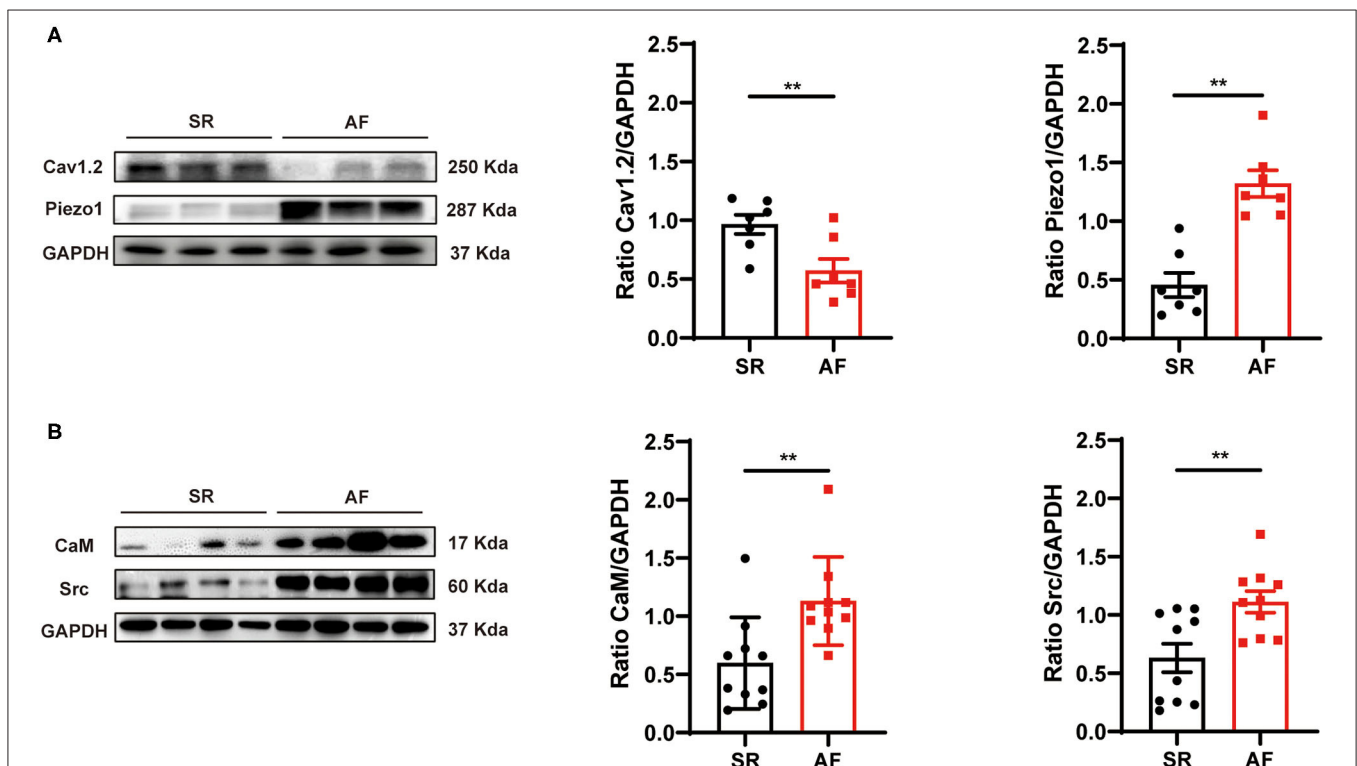 A
SR AF
Cav1.2 250 Kda
Piezo1 287 Kda
GAPDH 37 Kda
Ratio Cav1.2/GAPDH
2.5
2.0
1.5
1.0
0.5
0.0
**
SR AF
Ratio Piezo1/GAPDH
2.5
2.0
1.5
1.0
0.5
0.0
**
SR AF
B
SR AF
CaM 17 Kda
Src 60 Kda
GAPDH 37 Kda
Ratio CaM/GAPDH
2.5
2.0
1.5
1.0
0.5
0.0
**
SR AF
Ratio Src/GAPDH
2.5
2.0
1.5
1.0
0.5
0.0
**
SR AF